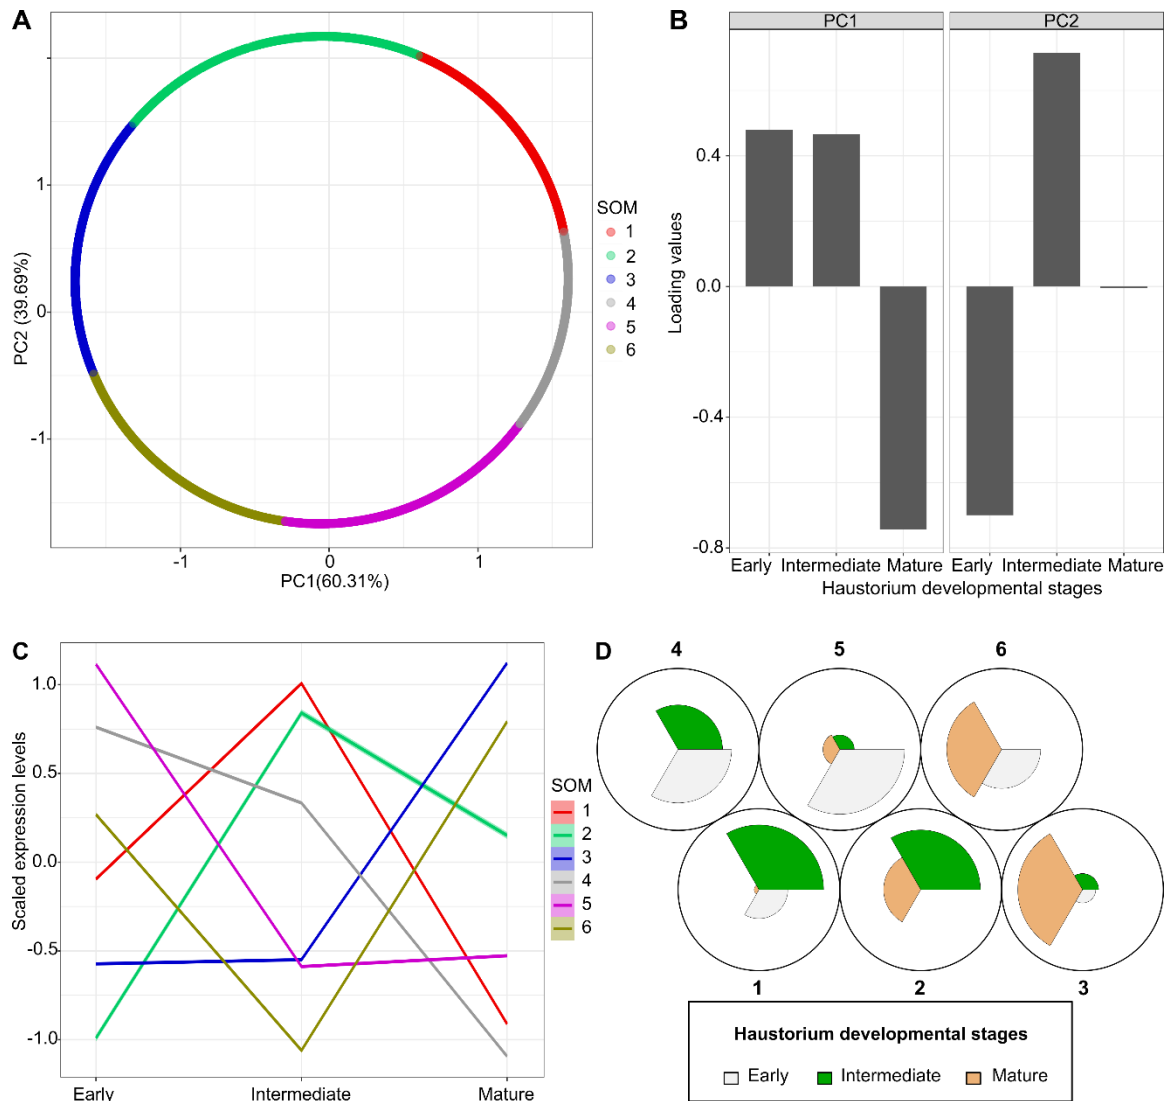 A
1
0
-1
PC2 (39.69%)
-1
0
1
PC1(60.31%)
SOM
1
2
3
4
5
6
B
PC1
PC2
0.4
0.0
-0.4
-0.8
Loading values
Early Intermediate Mature
Early Intermediate Mature
Haustorium developmental stages
C
1.0
0.5
0.0
-0.5
-1.0
Scaled expression levels
Early Intermediate Mature
SOM
1
2
3
4
5
6
D
4 5 6
1 2 3
Haustorium developmental stages
Early Intermediate Mature